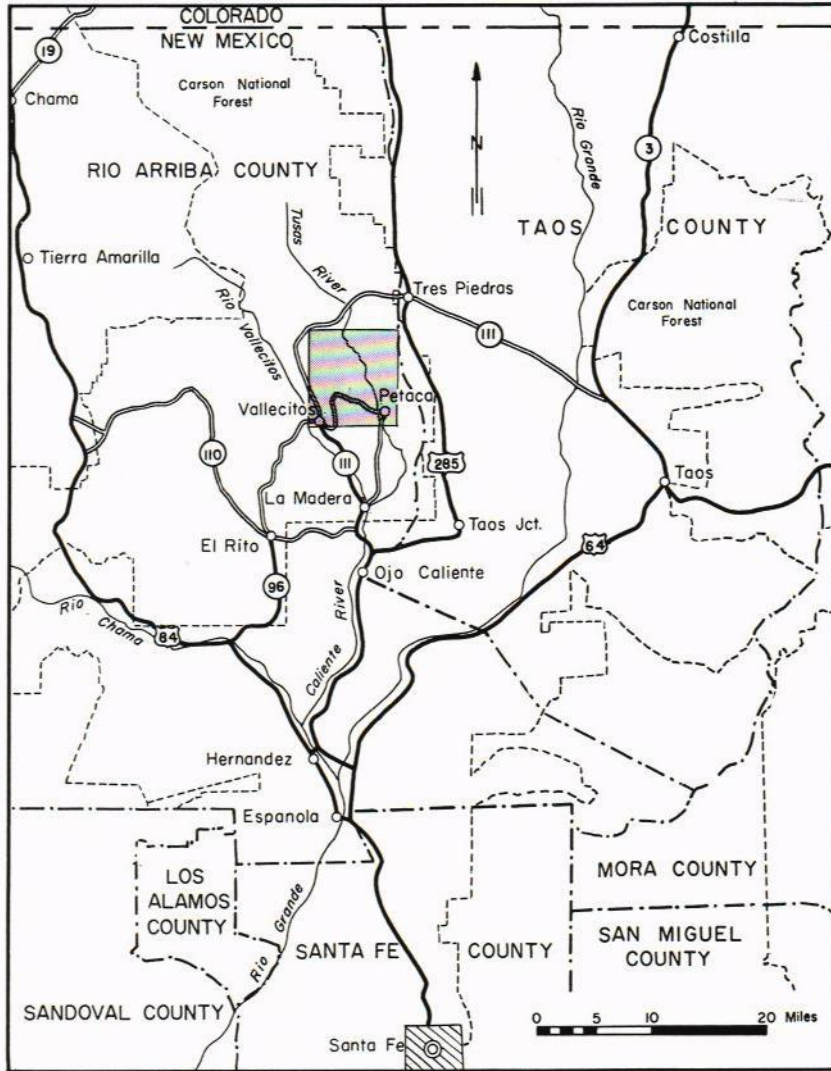 COLORADO
NEW MEXICO
19
Costilla
Carson National
Forest
Chama
N
Rio Grande
3
RIO ARRIBA COUNTY
Tusas
River
TAOS COUNTY
Tierra Amarilla
Rio Vallecitos
Tres Piedras
Carson National
Forest
111
Petaca
Vallecitos
110
111
285
Taos
La Madera
Taos Jct.
El Rito
64
96
Ojo Caliente
Rio Chama
84
Caliente River
Hernandez
Espanola
LOS
ALAMOS
COUNTY
MORA COUNTY
Rio Grande
SANTA FE COUNTY
SAN MIGUEL
COUNTY
SANDOVAL COUNTY
0 5 10 20 Miles
Santa Fe